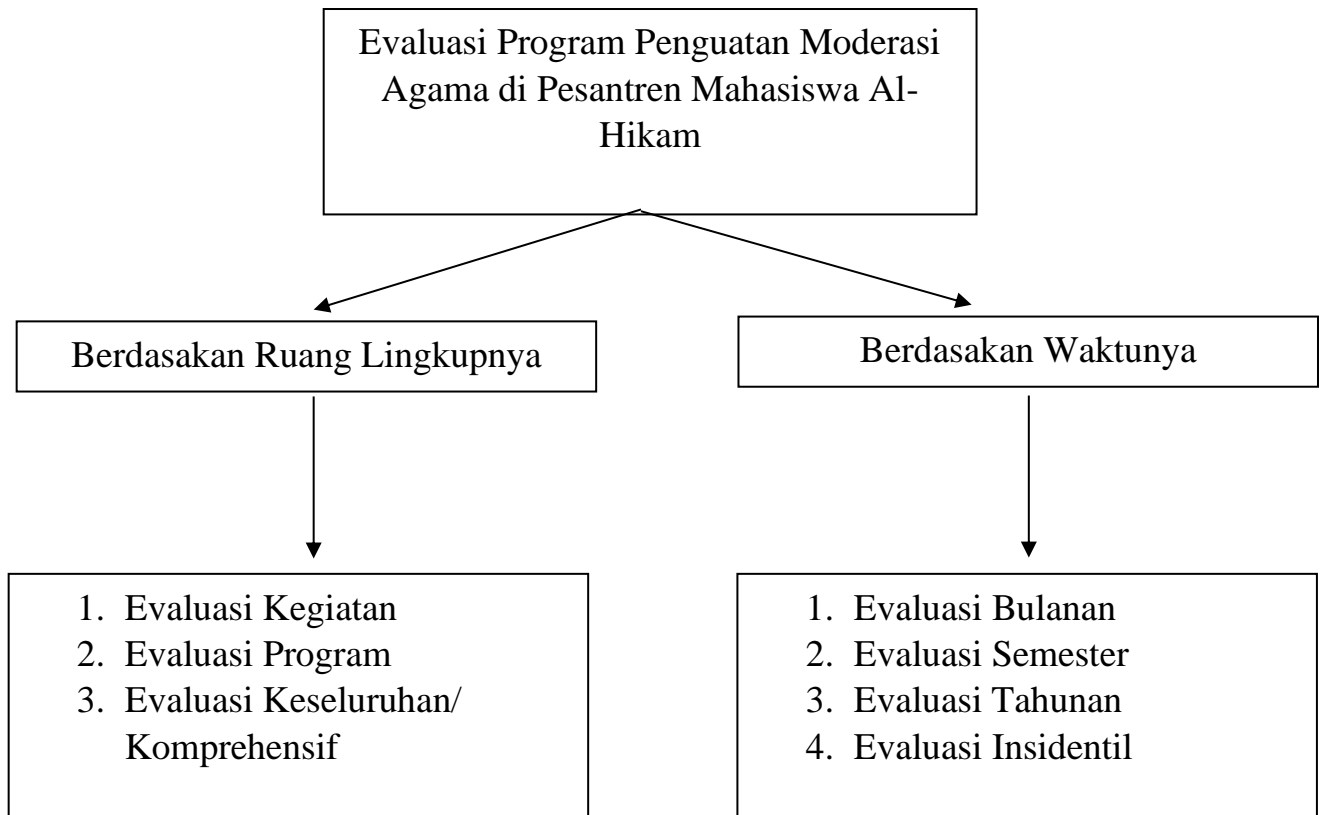 Evaluasi Program Penguatan Moderasi
Agama di Pesantren Mahasiswa Al-
Hikam
Berdasakan Ruang Lingkupnya
Berdasakan Waktunya
1. Evaluasi Kegiatan
2. Evaluasi Program
3. Evaluasi Keseluruhan/
Komprehensif
1. Evaluasi Bulanan
2. Evaluasi Semester
3. Evaluasi Tahunan
4. Evaluasi Insidentil